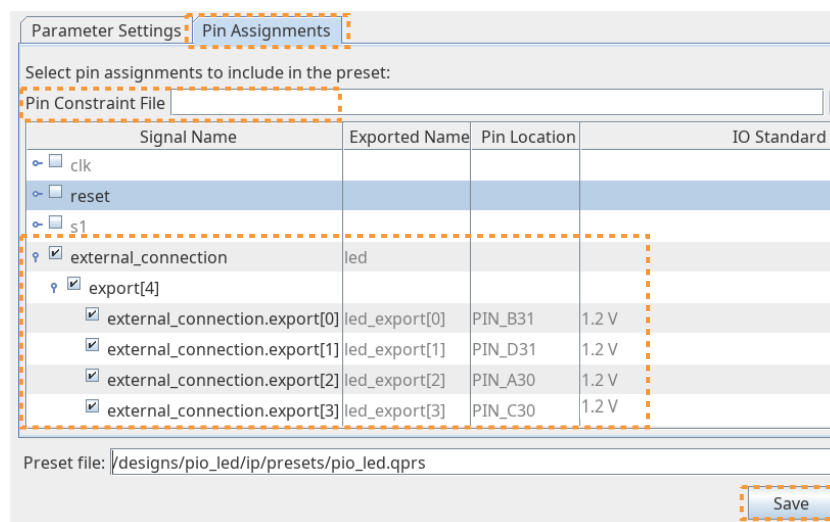 Parameter Settings Pin Assignments
Select pin assignments to include in the preset:
Pin Constraint File
Signal Name Exported Name Pin Location IO Standard
clk
reset
s1
external_connection led
export[4]
external_connection.export[0] led_export[0] PIN_B31 1.2 V
external_connection.export[1] led_export[1] PIN_D31 1.2 V
external_connection.export[2] led_export[2] PIN_A30 1.2 V
external_connection.export[3] led_export[3] PIN_C30 1.2 V
Preset file: /designs/pio_led/ip/presets/pio_led.qprs
Save